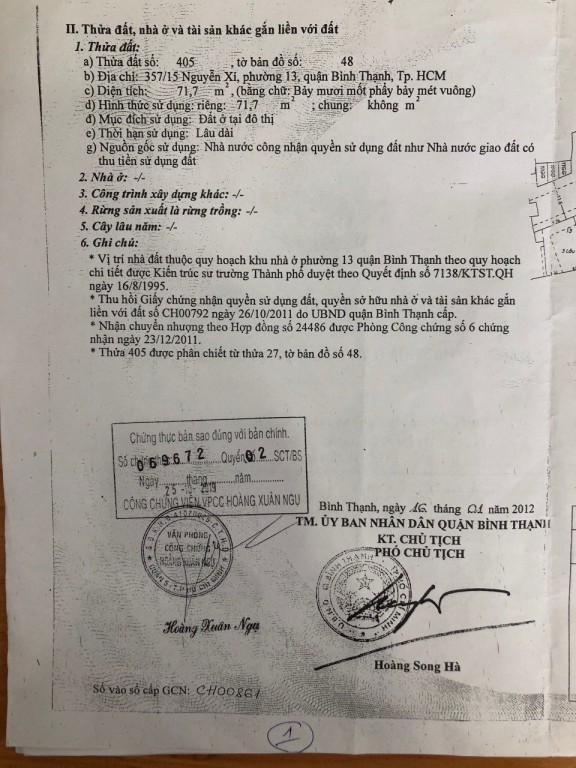 II. Thửa đất, nhà ở và tài sản khác gắn liền với đất
1. Thửa đất:
a) Thửa đất số: 405 , tờ bản đồ số: 48
b) Địa chỉ: 357/15 Nguyễn Xí, phường 13, quận Bình Thạnh, Tp. HCM
c) Diện tích: 71,7 m², (bằng chữ: Bảy mươi mốt phẩy bảy mét vuông)
d) Hình thức sử dụng: riêng: 71,7 m² ; chung: không m²
đ) Mục đích sử dụng: Đất ở tại đô thị
e) Thời hạn sử dụng: Lâu dài
g) Nguồn gốc sử dụng: Nhà nước công nhận quyền sử dụng đất như Nhà nước giao đất có
thu tiền sử dụng đất
2. Nhà ở: -/-
3. Công trình xây dựng khác: -/-
4. Rừng sản xuất là rừng trồng: -/-
5. Cây lâu năm: -/-
6. Ghi chú:
* Vị trí nhà đất thuộc quy hoạch khu nhà ở phường 13 quận Bình Thạnh theo quy hoạch
chi tiết được Kiến trúc sư trưởng Thành phố duyệt theo Quyết định số 7138/KTST.QH
ngày 16/8/1995.
* Thu hồi Giấy chứng nhận quyền sử dụng đất, quyền sở hữu nhà ở và tài sản khác gắn
liền với đất số CH00792 ngày 26/10/2011 do UBND quận Bình Thạnh cấp.
* Nhận chuyển nhượng theo Hợp đồng số 24486 được Phòng Công chứng số 6 chứng
nhận ngày 23/12/2011.
* Thửa 405 được phân chiết từ thửa 27, tờ bản đồ số 48.
Chứng thực bản sao đúng với bản chính.
Số chứng thực 069672 Quyển số 02 SCT/BS
Ngày tháng năm
25 -10- 2019
CÔNG CHỨNG VIÊN VPCC HOÀNG XUÂN NGỤ
VĂN PHÒNG
CÔNG CHỨNG
HOÀNG XUÂN NGỤ
Hoàng Xuân Ngụ
Bình Thạnh, ngày 16 tháng 01 năm 2012
TM. ỦY BAN NHÂN DÂN QUẬN BÌNH THẠNH
KT. CHỦ TỊCH
PHÓ CHỦ TỊCH
Hoàng Song Hà
Số vào sổ cấp GCN: CH00861
1